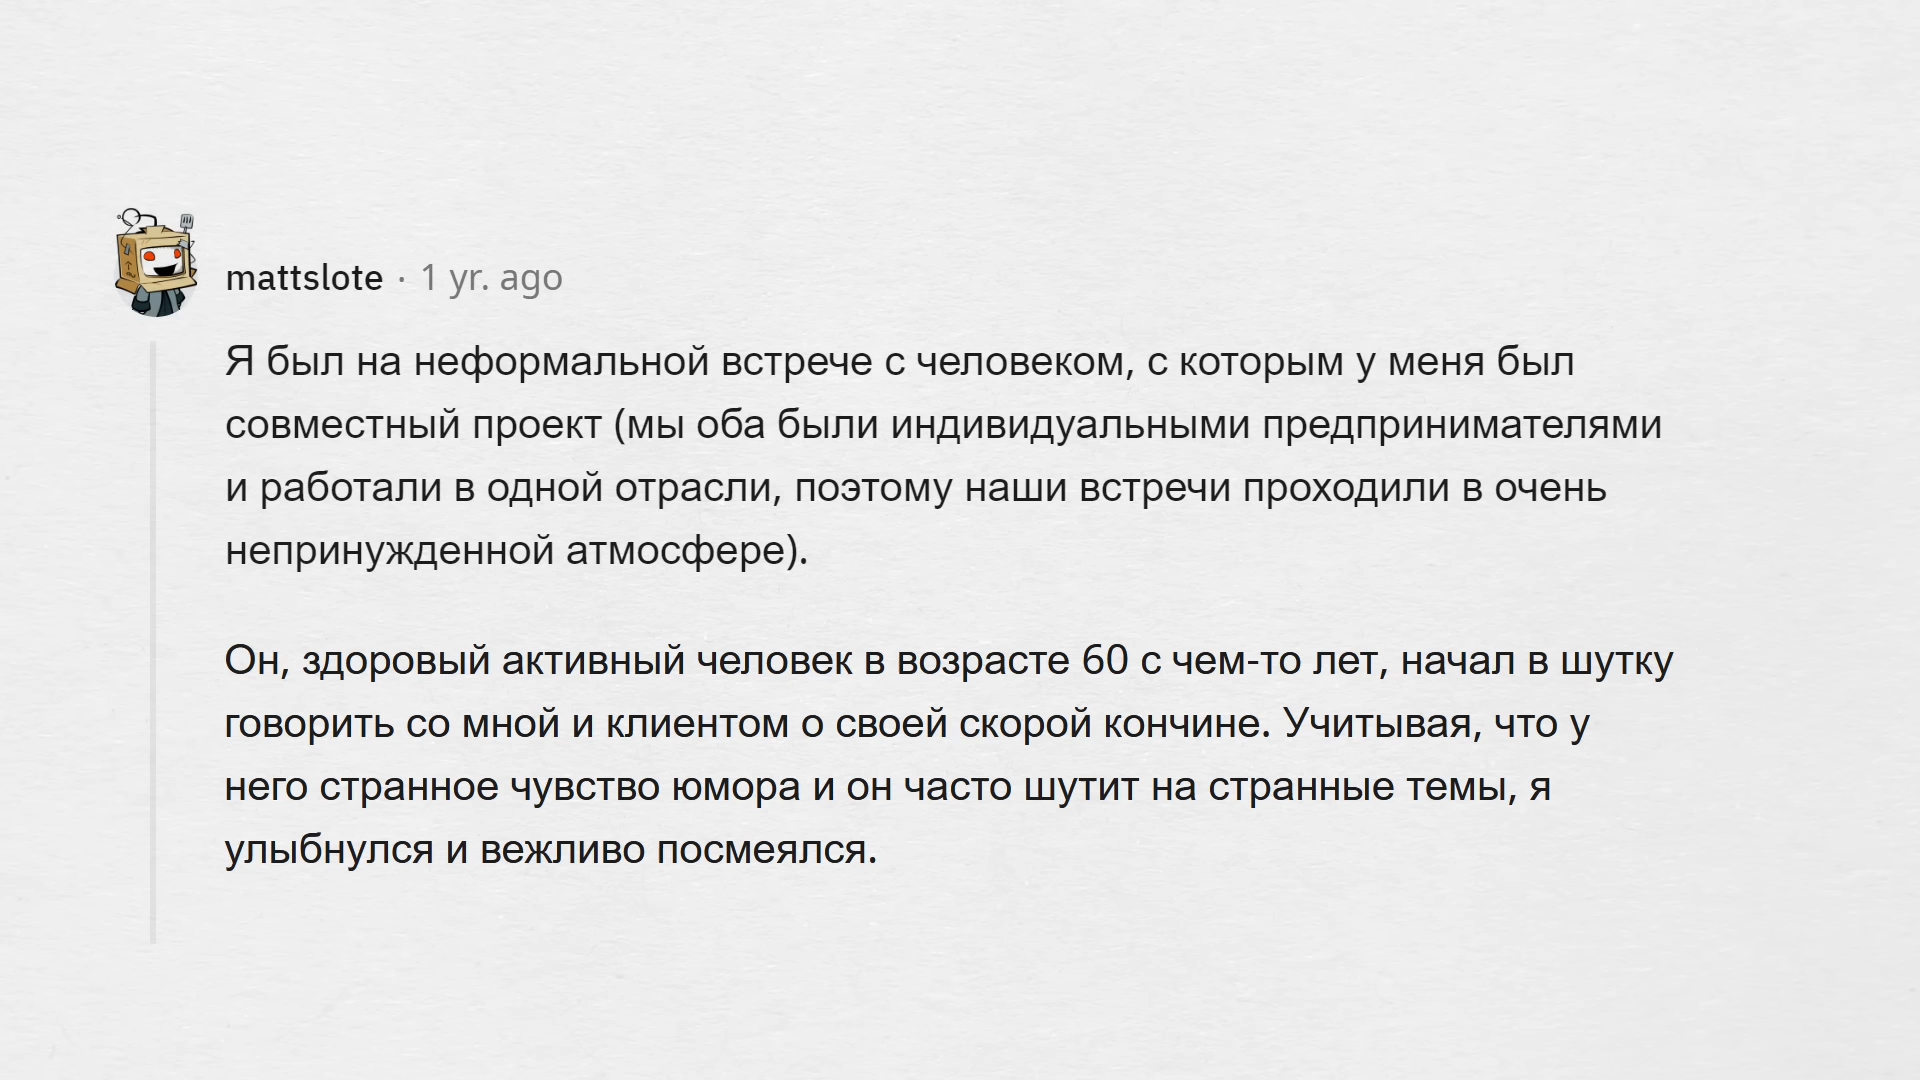 mattslote · 1 yr. ago
Я был на неформальной встрече с человеком, с которым у меня был
совместный проект (мы оба были индивидуальными предпринимателями
и работали в одной отрасли, поэтому наши встречи проходили в очень
непринужденной атмосфере).
Он, здоровый активный человек в возрасте 60 с чем-то лет, начал в шутку
говорить со мной и клиентом о своей скорой кончине. Учитывая, что у
него странное чувство юмора и он часто шутит на странные темы, я
улыбнулся и вежливо посмеялся.